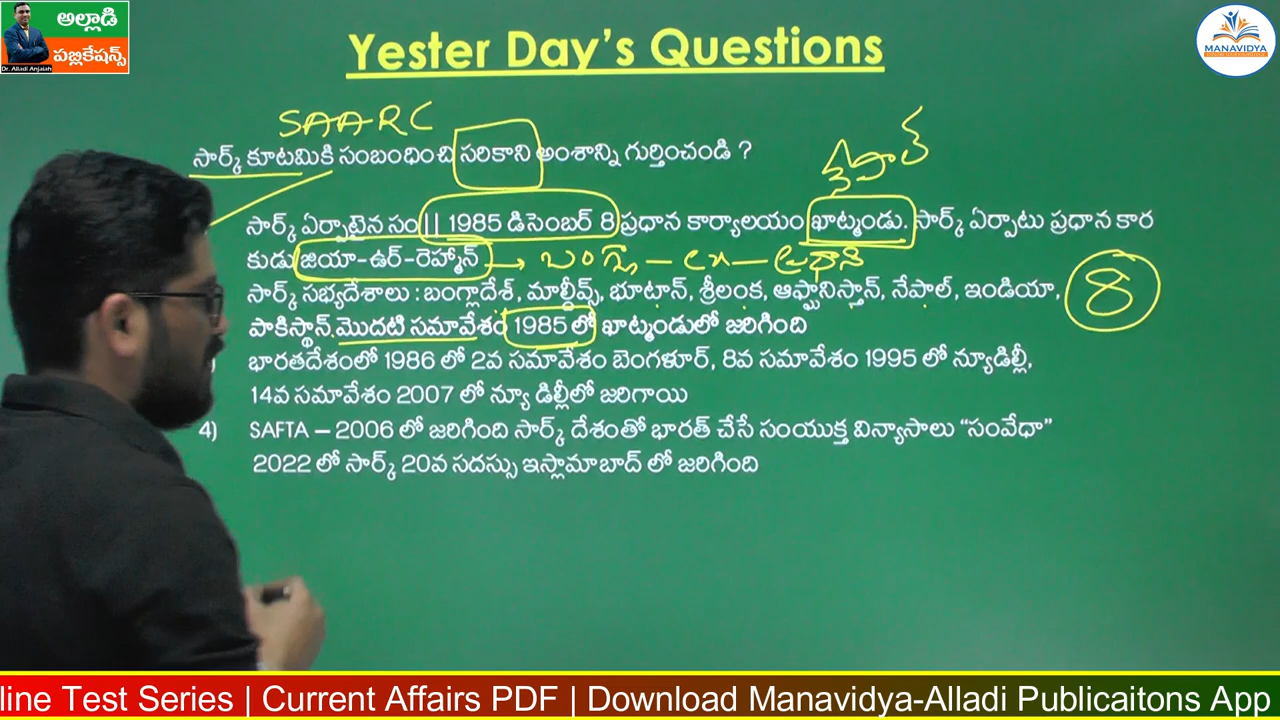 అల్లాడి
పబ్లికేషన్స్
Dr. Alladi Anjaiah
MANAVIDYA
Yester Day's Questions
SAARC
సార్క్ కూటమికి సంబంధించి సరికాని అంశాన్ని గుర్తించండి ?
నేపాల్
సార్క్ ఏర్పాటైన సం|| 1985 డిసెంబర్ 8 ప్రధాన కార్యాలయం ఖాట్మండు. సార్క్ ఏర్పాటు ప్రధాన కార
కుడు జియా-ఉర్-రెహ్మాన్
సార్క్ సభ్యదేశాలు : బంగ్లాదేశ్, మాల్దీవ్స్, భూటాన్, శ్రీలంక, ఆఫ్ఘానిస్తాన్, నేపాల్, ఇండియా,
8
పాకిస్థాన్. మొదటి సమావేశం 1985 లో ఖాట్మండులో జరిగింది
భారతదేశంలో 1986 లో 2వ సమావేశం బెంగళూర్, 8వ సమావేశం 1995 లో న్యూఢిల్లీ,
14వ సమావేశం 2007 లో న్యూ డిల్లీలో జరిగాయి
4) SAFTA – 2006 లో జరిగింది సార్క్ దేశంతో భారత్ చేసే సంయుక్త విన్యాసాలు “సంవేధా”
2022 లో సార్క్ 20వ సదస్సు ఇస్లామాబాద్ లో జరిగింది
line Test Series | Current Affairs PDF | Download Manavidya-Alladi Publicaitons App